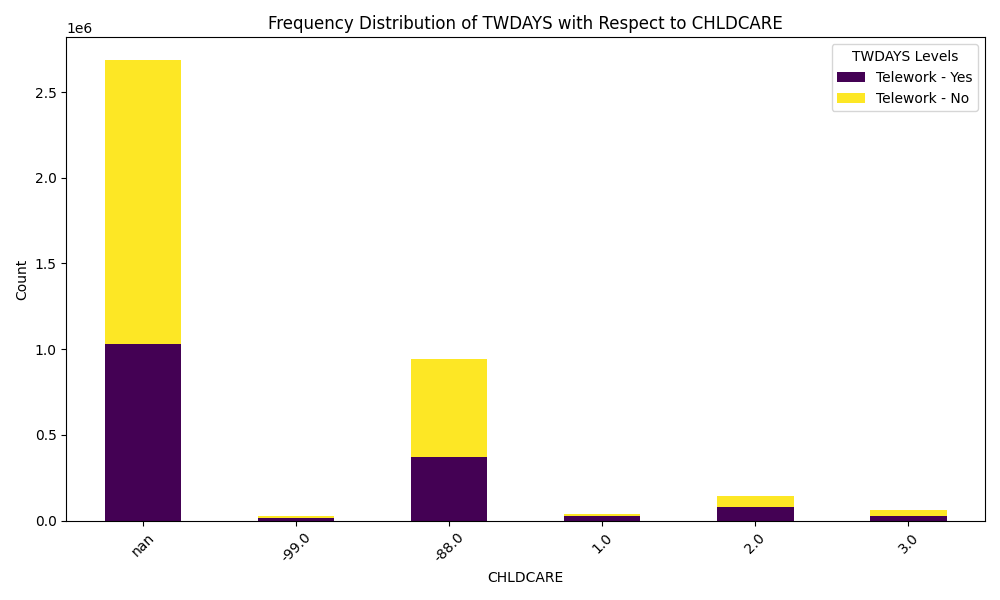 Frequency Distribution of TWDAYS with Respect to CHLDCARE
1e6
TWDAYS Levels
Telework - Yes
Telework - No
2.5
2.0
1.5
1.0
0.5
0.0
Count
nan
-99.0
-88.0
1.0
2.0
3.0
CHLDCARE